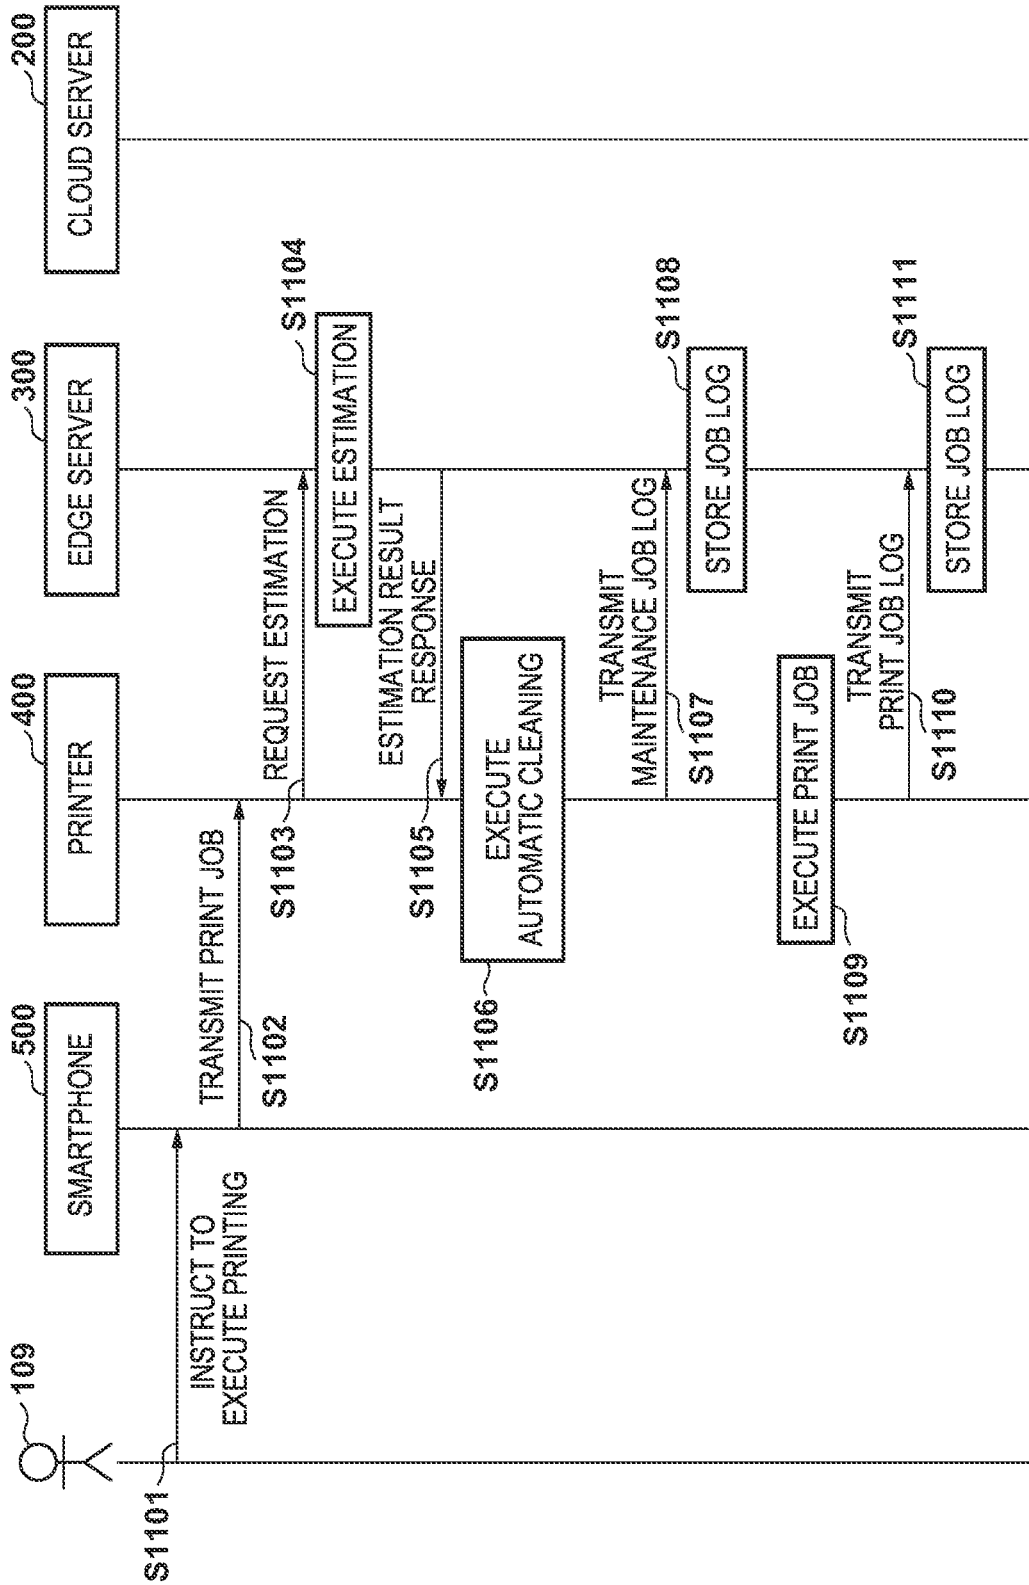 109
500
400
300
200
SMARTPHONE
PRINTER
EDGE SERVER
CLOUD SERVER
S1101
INSTRUCT TO
EXECUTE PRINTING
TRANSMIT PRINT JOB
S1102
REQUEST ESTIMATION
S1103
S1104
EXECUTE ESTIMATION
ESTIMATION RESULT
RESPONSE
S1105
EXECUTE
AUTOMATIC CLEANING
S1106
TRANSMIT
MAINTENANCE JOB LOG
S1107
S1108
STORE JOB LOG
EXECUTE PRINT JOB
S1109
TRANSMIT
PRINT JOB LOG
S1110
S1111
STORE JOB LOG